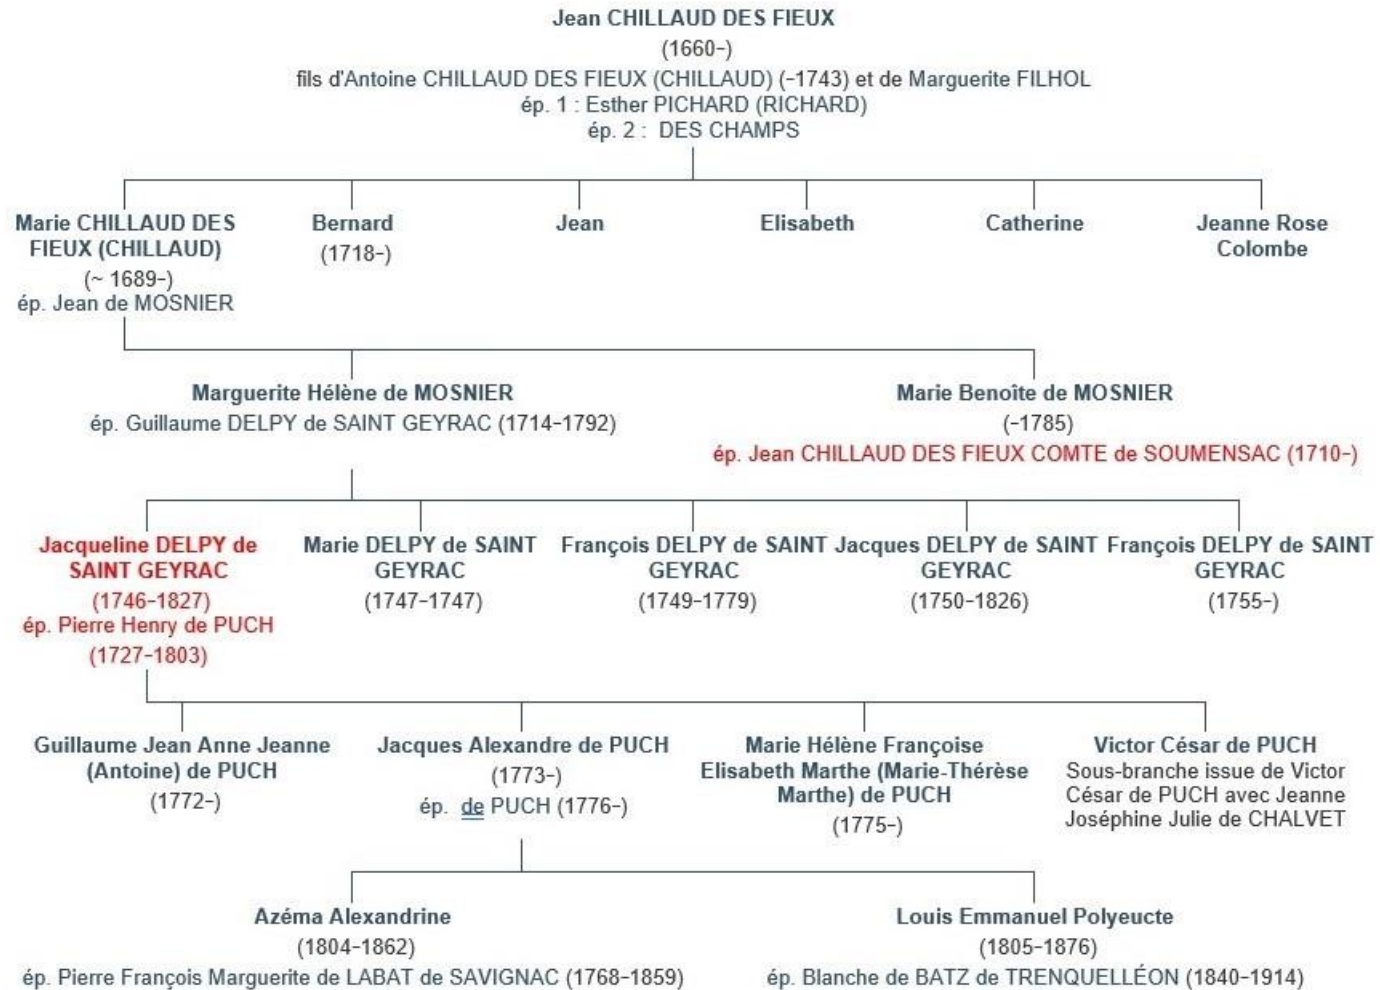 Jean CHILLAUD DES FIEUX
(1660-)
fils d'Antoine CHILLAUD DES FIEUX (CHILLAUD) (-1743) et de Marguerite FILHOL
ép. 1 : Esther PICHARD (RICHARD)
ép. 2 : DES CHAMPS
Marie CHILLAUD DES
FIEUX (CHILLAUD)
(~ 1689-)
ép. Jean de MOSNIER
Bernard
(1718-)
Jean
Elisabeth
Catherine
Jeanne Rose
Colombe
Marguerite Hélène de MOSNIER
ép. Guillaume DELPY de SAINT GEYRAC (1714-1792)
Marie Benoîte de MOSNIER
(-1785)
ép. Jean CHILLAUD DES FIEUX COMTE de SOUMENSAC (1710-)
Jacqueline DELPY de
SAINT GEYRAC
(1746-1827)
ép. Pierre Henry de PUCH
(1727-1803)
Marie DELPY de SAINT
GEYRAC
(1747-1747)
François DELPY de SAINT
GEYRAC
(1749-1779)
Jacques DELPY de SAINT
GEYRAC
(1750-1826)
François DELPY de SAINT
GEYRAC
(1755-)
Guillaume Jean Anne Jeanne
(Antoine) de PUCH
(1772-)
Jacques Alexandre de PUCH
(1773-)
ép. de PUCH (1776-)
Marie Hélène Françoise
Elisabeth Marthe (Marie-Thérèse
Marthe) de PUCH
(1775-)
Victor César de PUCH
Sous-branche issue de Victor
César de PUCH avec Jeanne
Joséphine Julie de CHALVET
Azéma Alexandrine
(1804-1862)
ép. Pierre François Marguerite de LABAT de SAVIGNAC (1768-1859)
Louis Emmanuel Polyeucte
(1805-1876)
ép. Blanche de BATZ de TRENQUELLÉON (1840-1914)